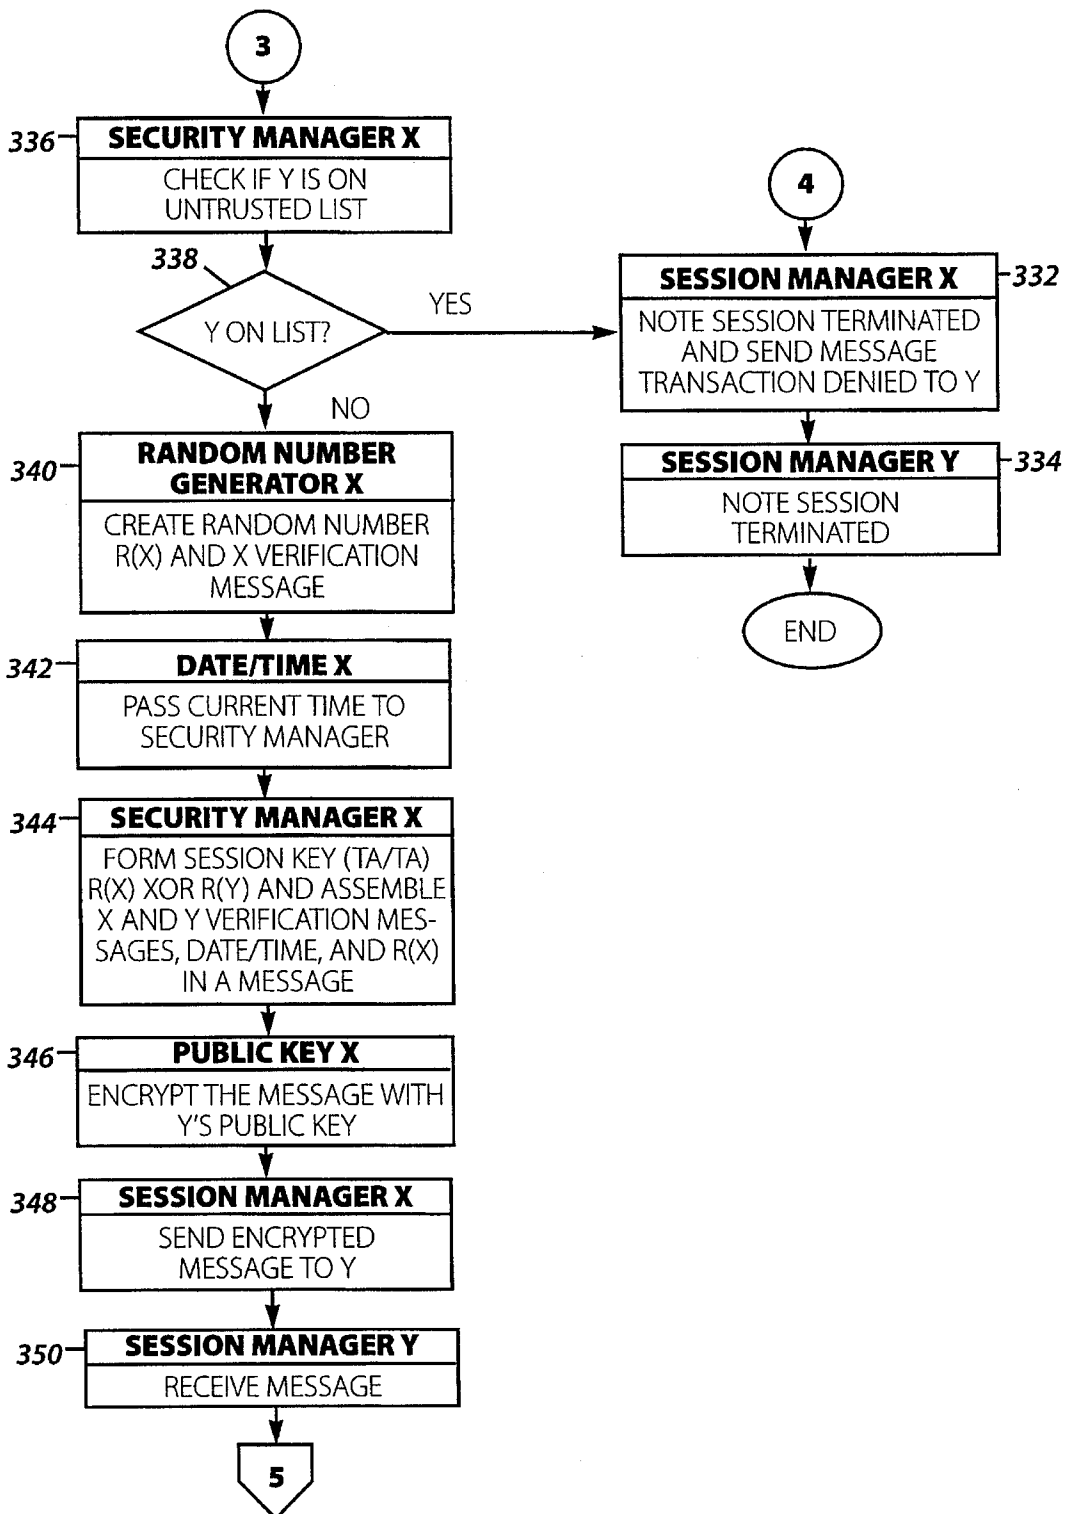 3
336
SECURITY MANAGER X
CHECK IF Y IS ON
UNTRUSTED LIST
338
Y ON LIST?
YES
NO
4
SESSION MANAGER X
332
NOTE SESSION TERMINATED
AND SEND MESSAGE
TRANSACTION DENIED TO Y
SESSION MANAGER Y
334
NOTE SESSION
TERMINATED
END
340
RANDOM NUMBER
GENERATOR X
CREATE RANDOM NUMBER
R(X) AND X VERIFICATION
MESSAGE
342
DATE/TIME X
PASS CURRENT TIME TO
SECURITY MANAGER
344
SECURITY MANAGER X
FORM SESSION KEY (TA/TA)
R(X) XOR R(Y) AND ASSEMBLE
X AND Y VERIFICATION MES-
SAGES, DATE/TIME, AND R(X)
IN A MESSAGE
346
PUBLIC KEY X
ENCRYPT THE MESSAGE WITH
Y'S PUBLIC KEY
348
SESSION MANAGER X
SEND ENCRYPTED
MESSAGE TO Y
350
SESSION MANAGER Y
RECEIVE MESSAGE
5